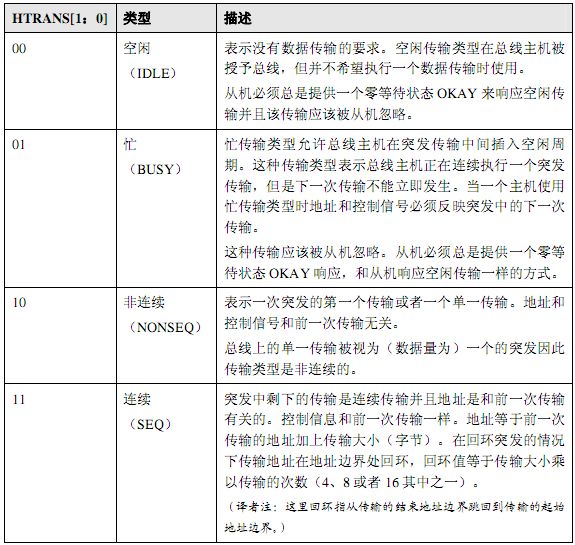 HTRANS[1：0] 类型 描述
00 空闲 表示没有数据传输的要求。空闲传输类型在总线主机被
（IDLE） 授予总线，但并不希望执行一个数据传输时使用。
从机必须总是提供一个零等待状态 OKAY 来响应空闲传
输并且该传输应该被从机忽略。
01 忙 忙传输类型允许总线主机在突发传输中间插入空闲周
（BUSY） 期。这种传输类型表示总线主机正在连续执行一个突发
传输，但是下一次传输不能立即发生。当一个主机使用
忙传输类型时地址和控制信号必须反映突发中的下一次
传输。
这种传输应该被从机忽略。从机必须总是提供一个零等
待状态 OKAY 响应，和从机响应空闲传输一样的方式。
10 非连续 表示一次突发的第一个传输或者一个单一传输。地址和
（NONSEQ） 控制信号和前一次传输无关。
总线上的单一传输被视为（数据量为）一个的突发因此
传输类型是非连续的。
11 连续 突发中剩下的传输是连续传输并且地址是和前一次传输
（SEQ） 有关的。控制信息和前一次传输一样。地址等于前一次
传输的地址加上传输大小（字节）。在回环突发的情况
下传输地址在地址边界处回环，回环值等于传输大小乘
以传输的次数（4、8 或者 16 其中之一）。
（译者注：这里回环指从传输的结束地址边界跳回到传输的起始
地址边界。）